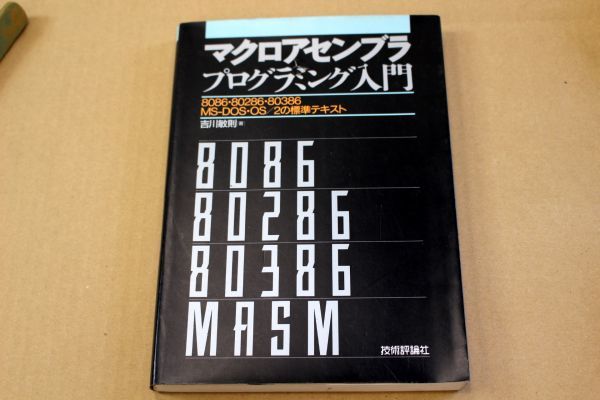 マクロアセンブラ
プログラミング入門
8086・80286・80386
MS-DOS・OS/2の標準テキスト
吉川敏則 著
8086
80286
80386
MASM
技術評論社